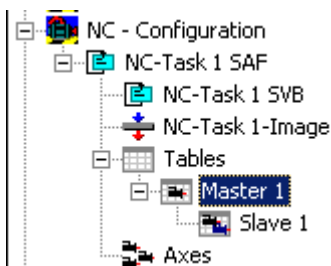 NC - Configuration
NC-Task 1 SAF
NC-Task 1 SVB
NC-Task 1-Image
Tables
Master 1
Slave 1
Axes